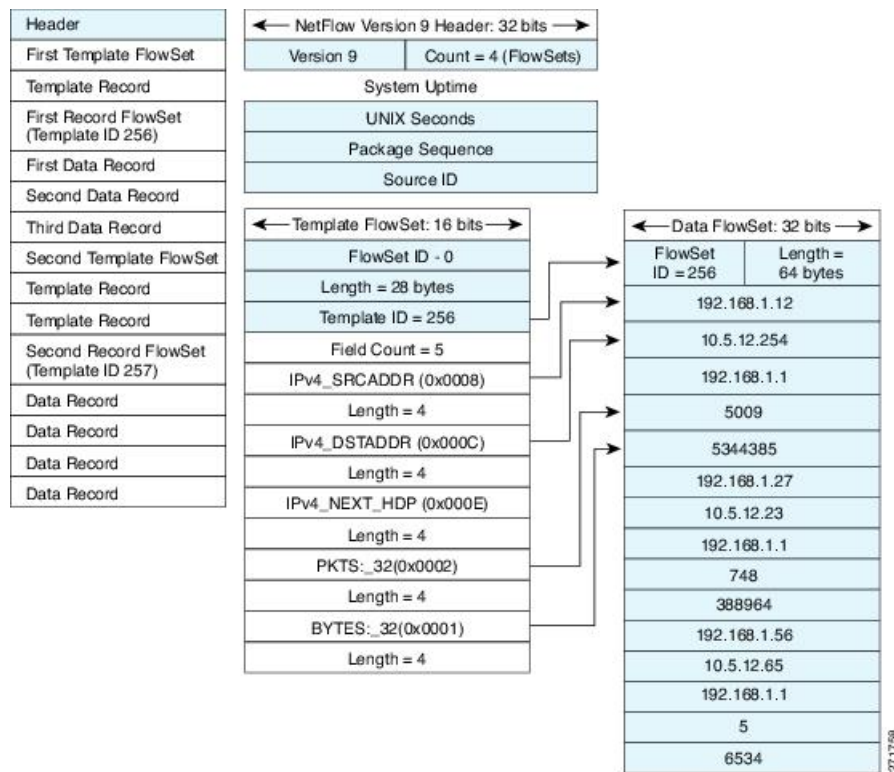 Header
First Template FlowSet
Template Record
First Record FlowSet
(Template ID 256)
First Data Record
Second Data Record
Third Data Record
Second Template FlowSet
Template Record
Template Record
Second Record FlowSet
(Template ID 257)
Data Record
Data Record
Data Record
Data Record
NetFlow Version 9 Header: 32 bits
Version 9
Count = 4 (FlowSets)
System Uptime
UNIX Seconds
Package Sequence
Source ID
Template FlowSet: 16 bits
FlowSet ID - 0
Length = 28 bytes
Template ID = 256
Field Count = 5
IPv4_SRCADDR (0x0008)
Length = 4
IPv4_DSTADDR (0x000C)
Length = 4
IPv4_NEXT_HDP (0x000E)
Length = 4
PKTS:_32(0x0002)
Length = 4
BYTES:_32(0x0001)
Length = 4
Data FlowSet: 32 bits
FlowSet
ID = 256
Length =
64 bytes
192.168.1.12
10.5.12.254
192.168.1.1
5009
5344385
192.168.1.27
10.5.12.23
192.168.1.1
748
388964
192.168.1.56
10.5.12.65
192.168.1.1
5
6534